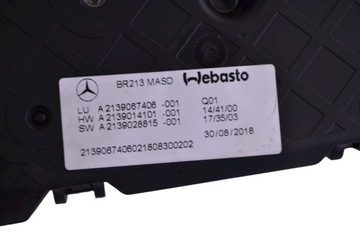 BR213 MASD Webasto
LU A 2139067406 -001 Q01
HW A 2139014101 -001 14/41/00
SW A 2139028815 -001 17/35/03
30/08/2018
2139067406021808300202